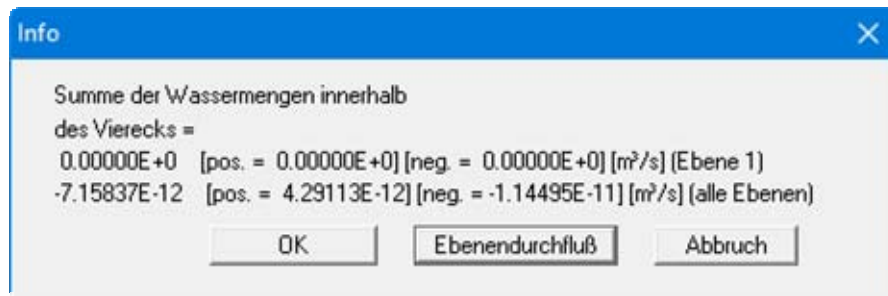 Info
Summe der Wassermengen innerhalb
des Vierecks =
0.00000E+0 [pos. = 0.00000E+0] [neg. = 0.00000E+0] [m³/s] (Ebene 1)
-7.15837E-12 [pos. = 4.29113E-12] [neg. = -1.14495E-11] [m³/s] (alle Ebenen)
OK Ebenendurchfluß Abbruch